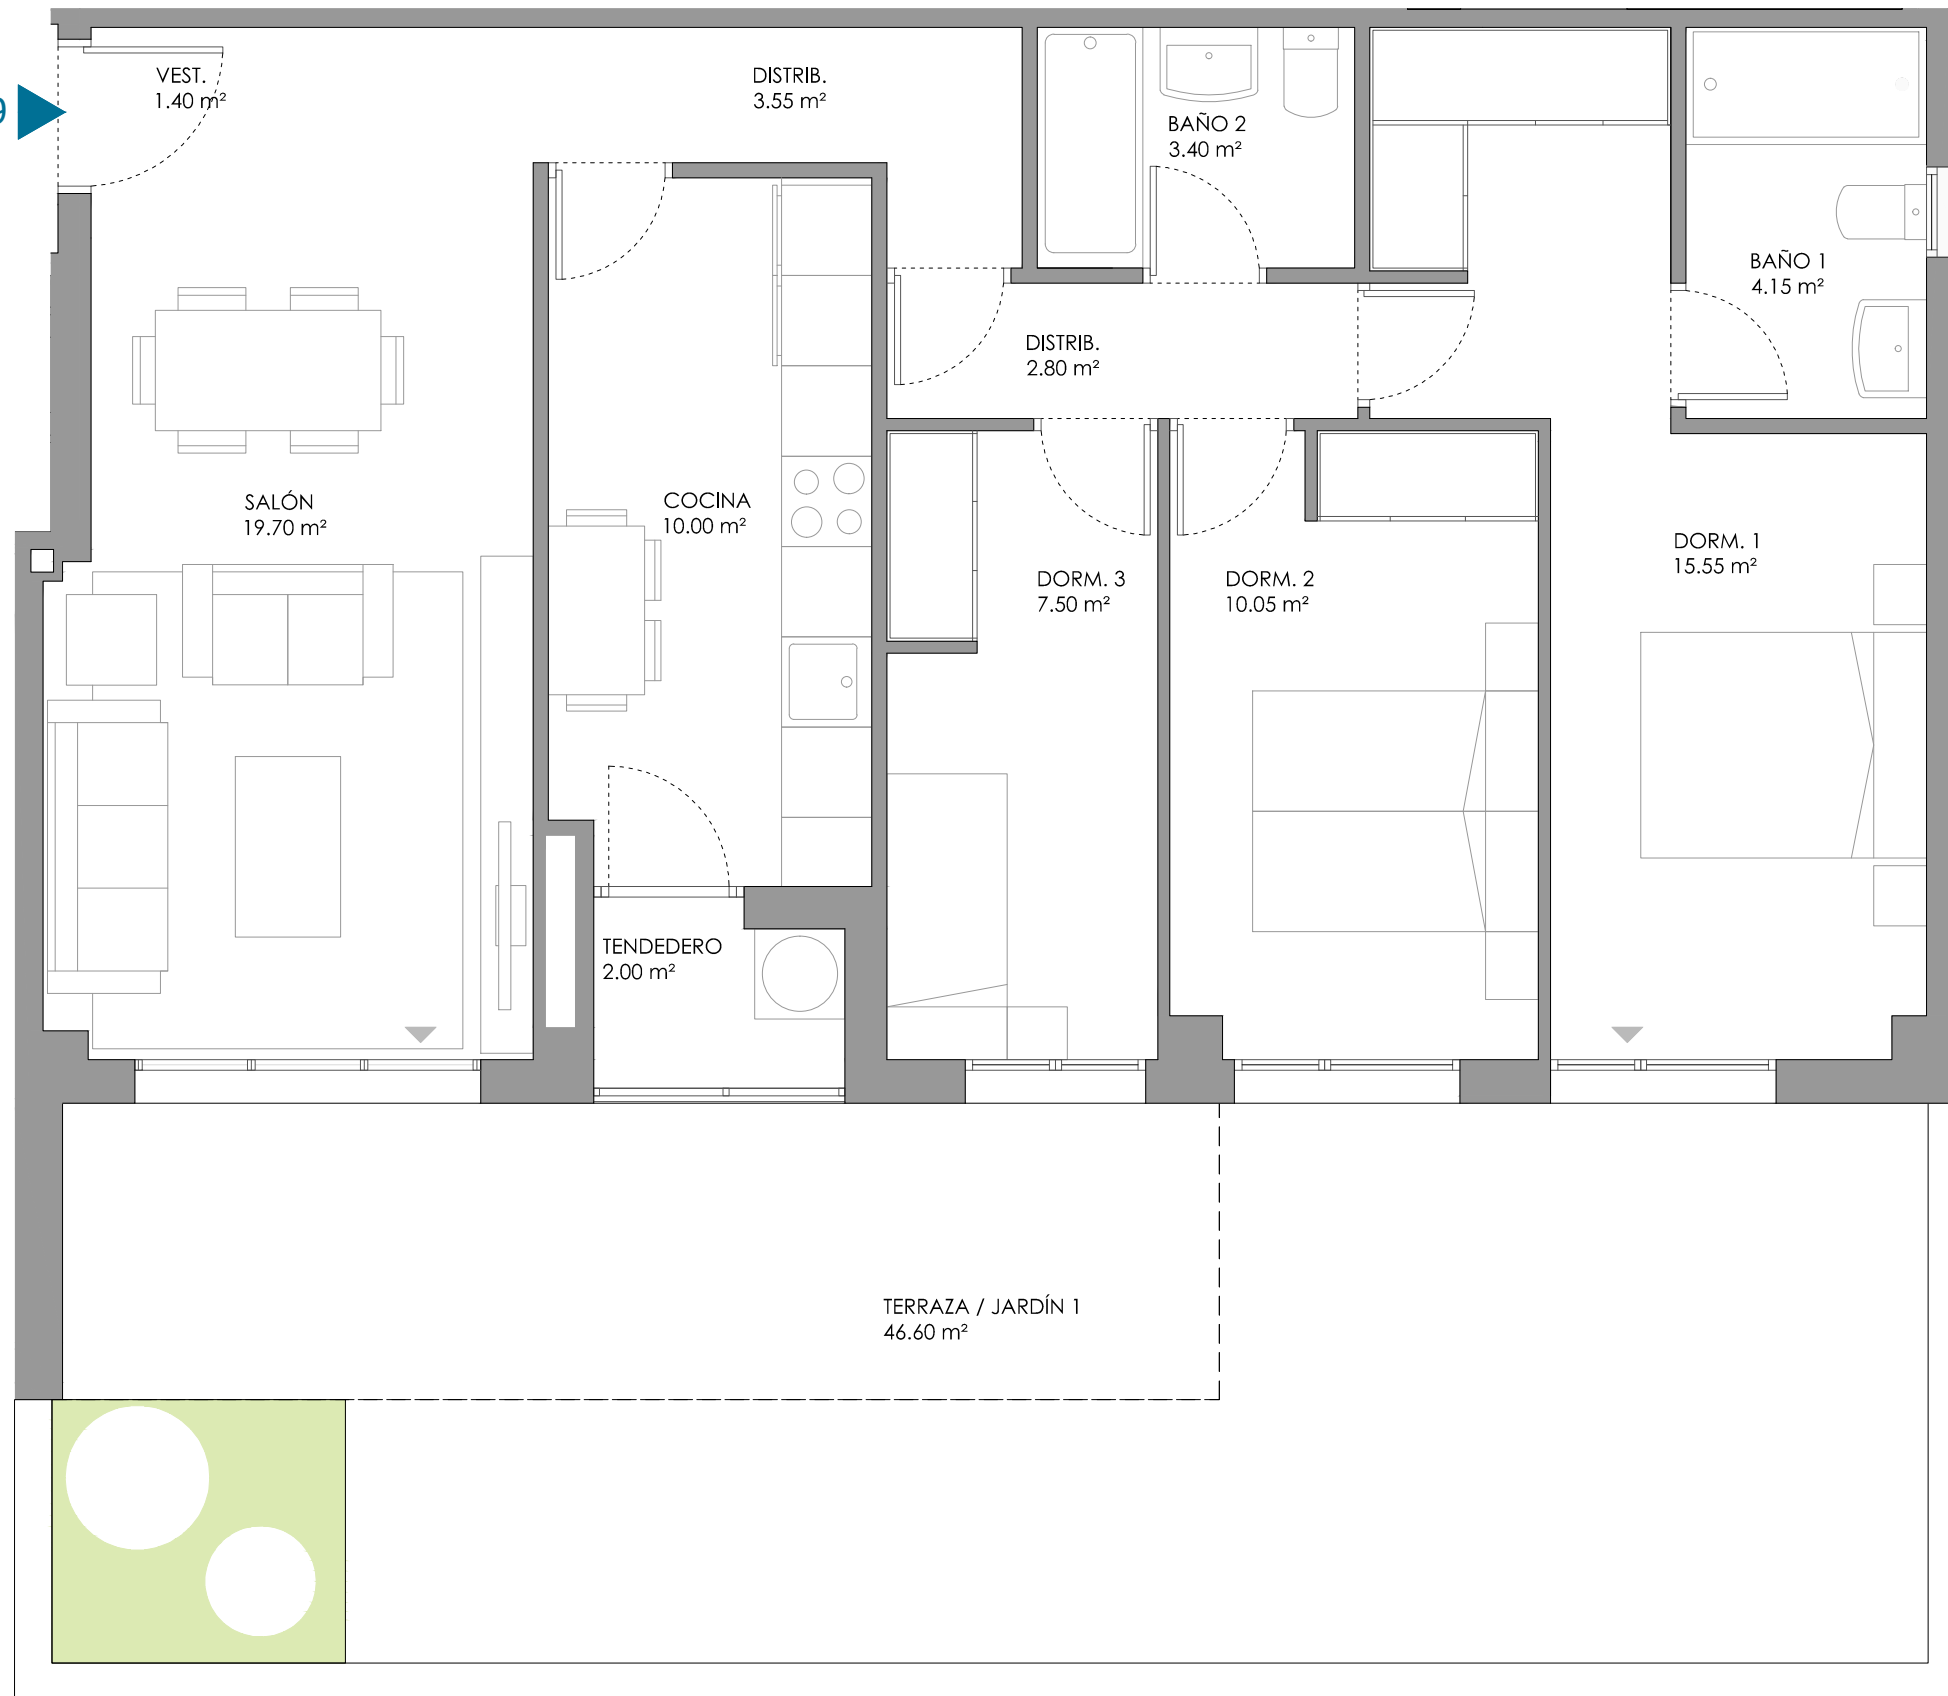 VEST.
1.40 m²
DISTRIB.
3.55 m²
9
BAÑO 2
3.40 m²
BAÑO 1
4.15 m²
DISTRIB.
2.80 m²
SALÓN
19.70 m²
COCINA
10.00 m²
DORM. 3
7.50 m²
DORM. 2
10.05 m²
DORM. 1
15.55 m²
TENDEDERO
2.00 m²
TERRAZA / JARDÍN 1
46.60 m²